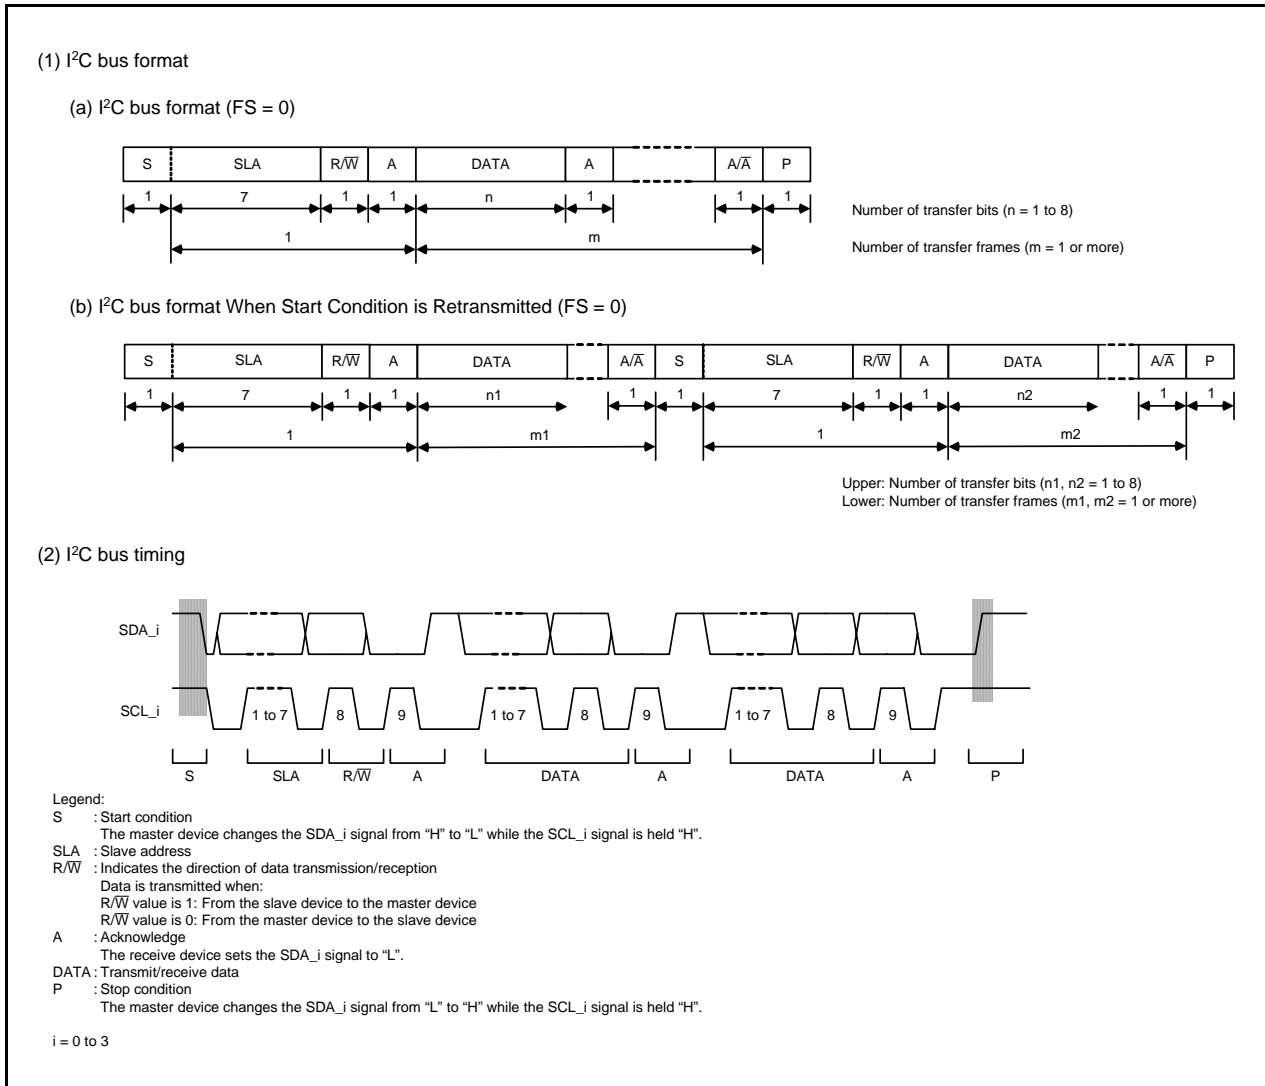 (1) I²C bus format
(a) I²C bus format (FS = 0)
S SLA R/W̅ A DATA A A/A̅ P
1 7 1 1 n 1 1 1
1 m
Number of transfer bits (n = 1 to 8)
Number of transfer frames (m = 1 or more)
(b) I²C bus format When Start Condition is Retransmitted (FS = 0)
S SLA R/W̅ A DATA A/A̅ S SLA R/W̅ A DATA A/A̅ P
1 7 1 1 n1 1 1 7 1 1 n2 1 1
1 m1 1 m2
Upper: Number of transfer bits (n1, n2 = 1 to 8)
Lower: Number of transfer frames (m1, m2 = 1 or more)
(2) I²C bus timing
SDA_i
SCL_i 1 to 7 8 9 1 to 7 8 9 1 to 7 8 9
S SLA R/W̅ A DATA A DATA A P
Legend:
S : Start condition
The master device changes the SDA_i signal from “H” to “L” while the SCL_i signal is held “H”.
SLA : Slave address
R/W̅ : Indicates the direction of data transmission/reception
Data is transmitted when:
R/W̅ value is 1: From the slave device to the master device
R/W̅ value is 0: From the master device to the slave device
A : Acknowledge
The receive device sets the SDA_i signal to “L”.
DATA : Transmit/receive data
P : Stop condition
The master device changes the SDA_i signal from “L” to “H” while the SCL_i signal is held “H”.
i = 0 to 3